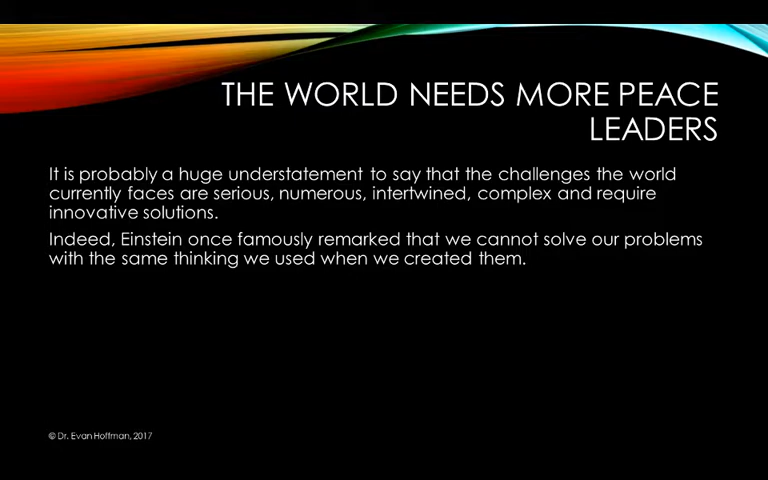 THE WORLD NEEDS MORE PEACE
LEADERS
It is probably a huge understatement to say that the challenges the world
currently faces are serious, numerous, intertwined, complex and require
innovative solutions.
Indeed, Einstein once famously remarked that we cannot solve our problems
with the same thinking we used when we created them.
© Dr. Evan Hoffman, 2017